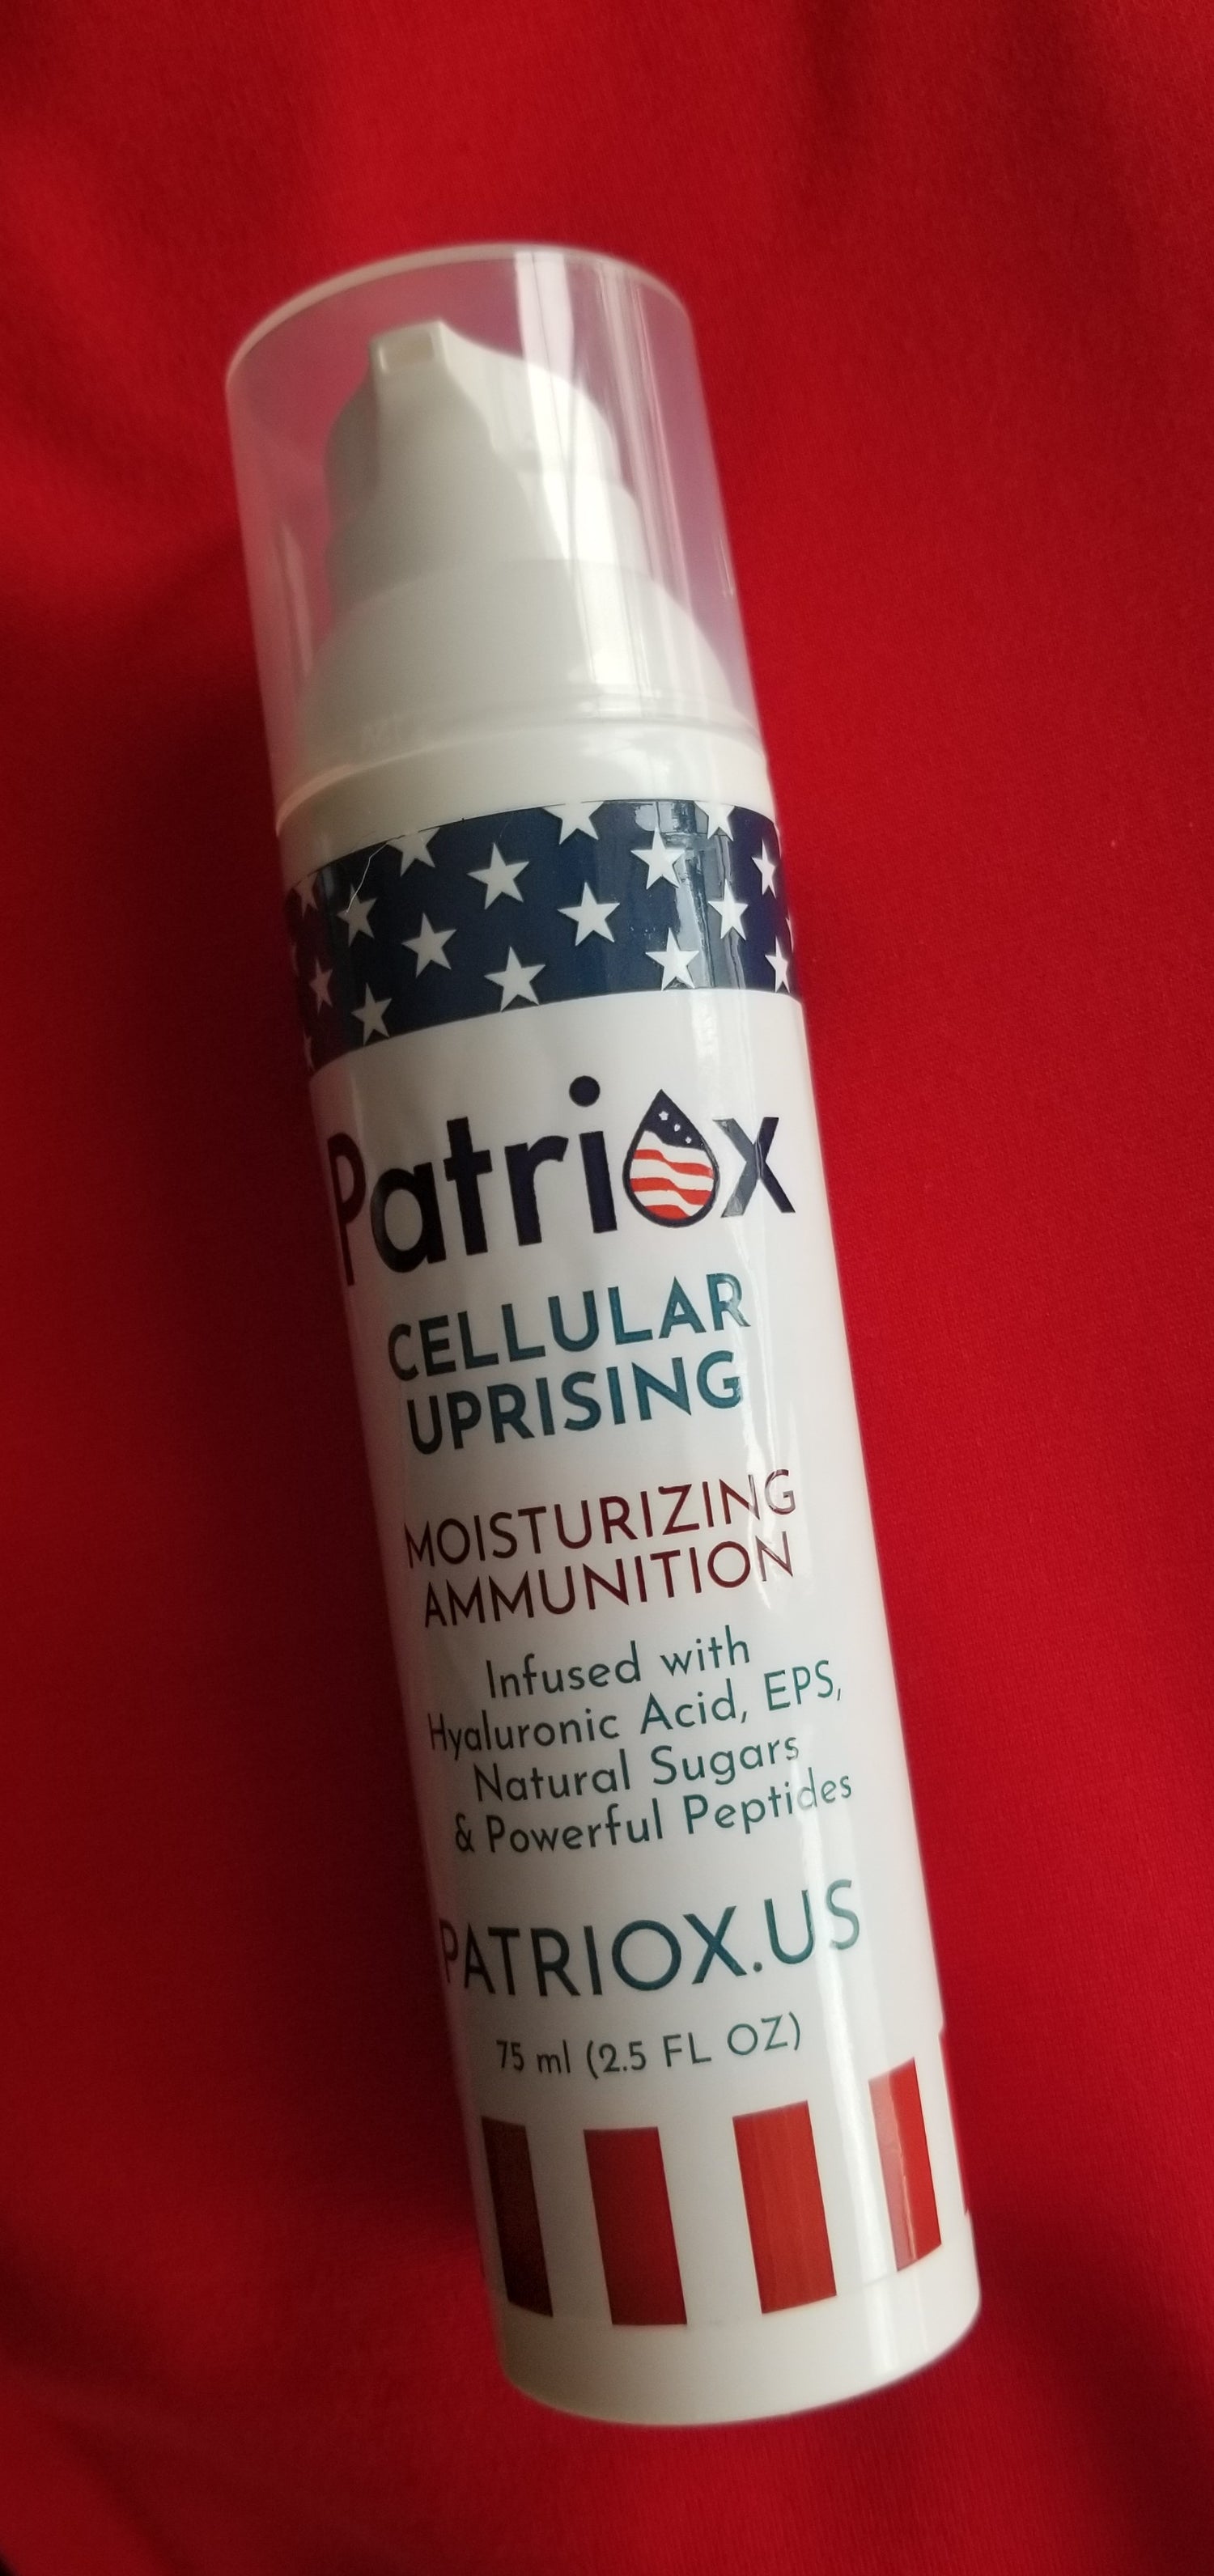 Patriox
CELLULAR
UPRISING
MOISTURIZING
AMMUNITION
Infused with
Hyaluronic Acid, EPS,
Natural Sugars
& Powerful Peptides
PATRIOX.US
75 ml (2.5 FL OZ)